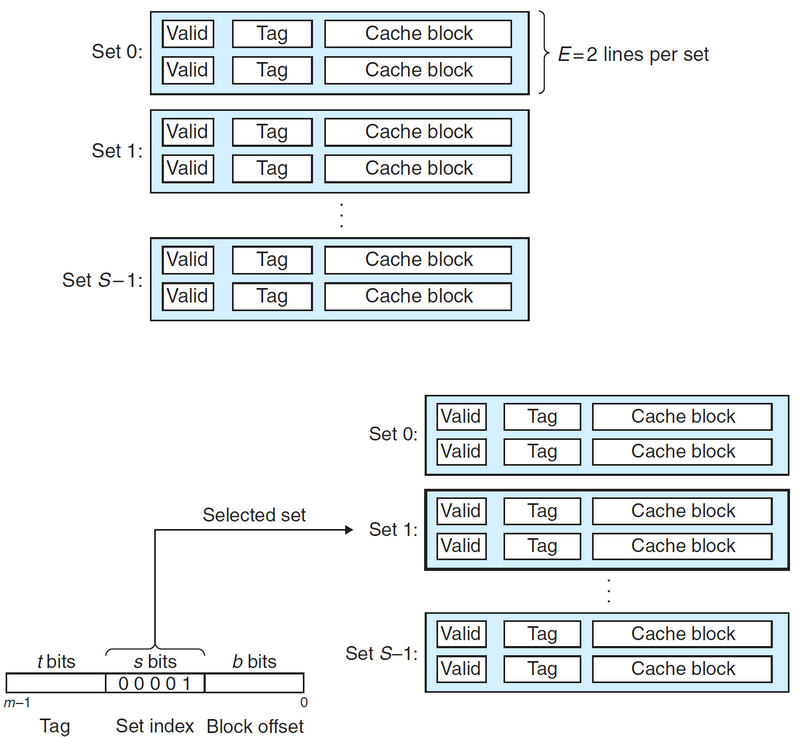 Set 0:
Valid Tag Cache block
Valid Tag Cache block
E=2 lines per set
Set 1:
Valid Tag Cache block
Valid Tag Cache block
Set S−1:
Valid Tag Cache block
Valid Tag Cache block
Set 0:
Valid Tag Cache block
Valid Tag Cache block
Selected set
Set 1:
Valid Tag Cache block
Valid Tag Cache block
Set S−1:
Valid Tag Cache block
Valid Tag Cache block
t bits s bits b bits
0 0 0 0 1
m−1 0
Tag Set index Block offset